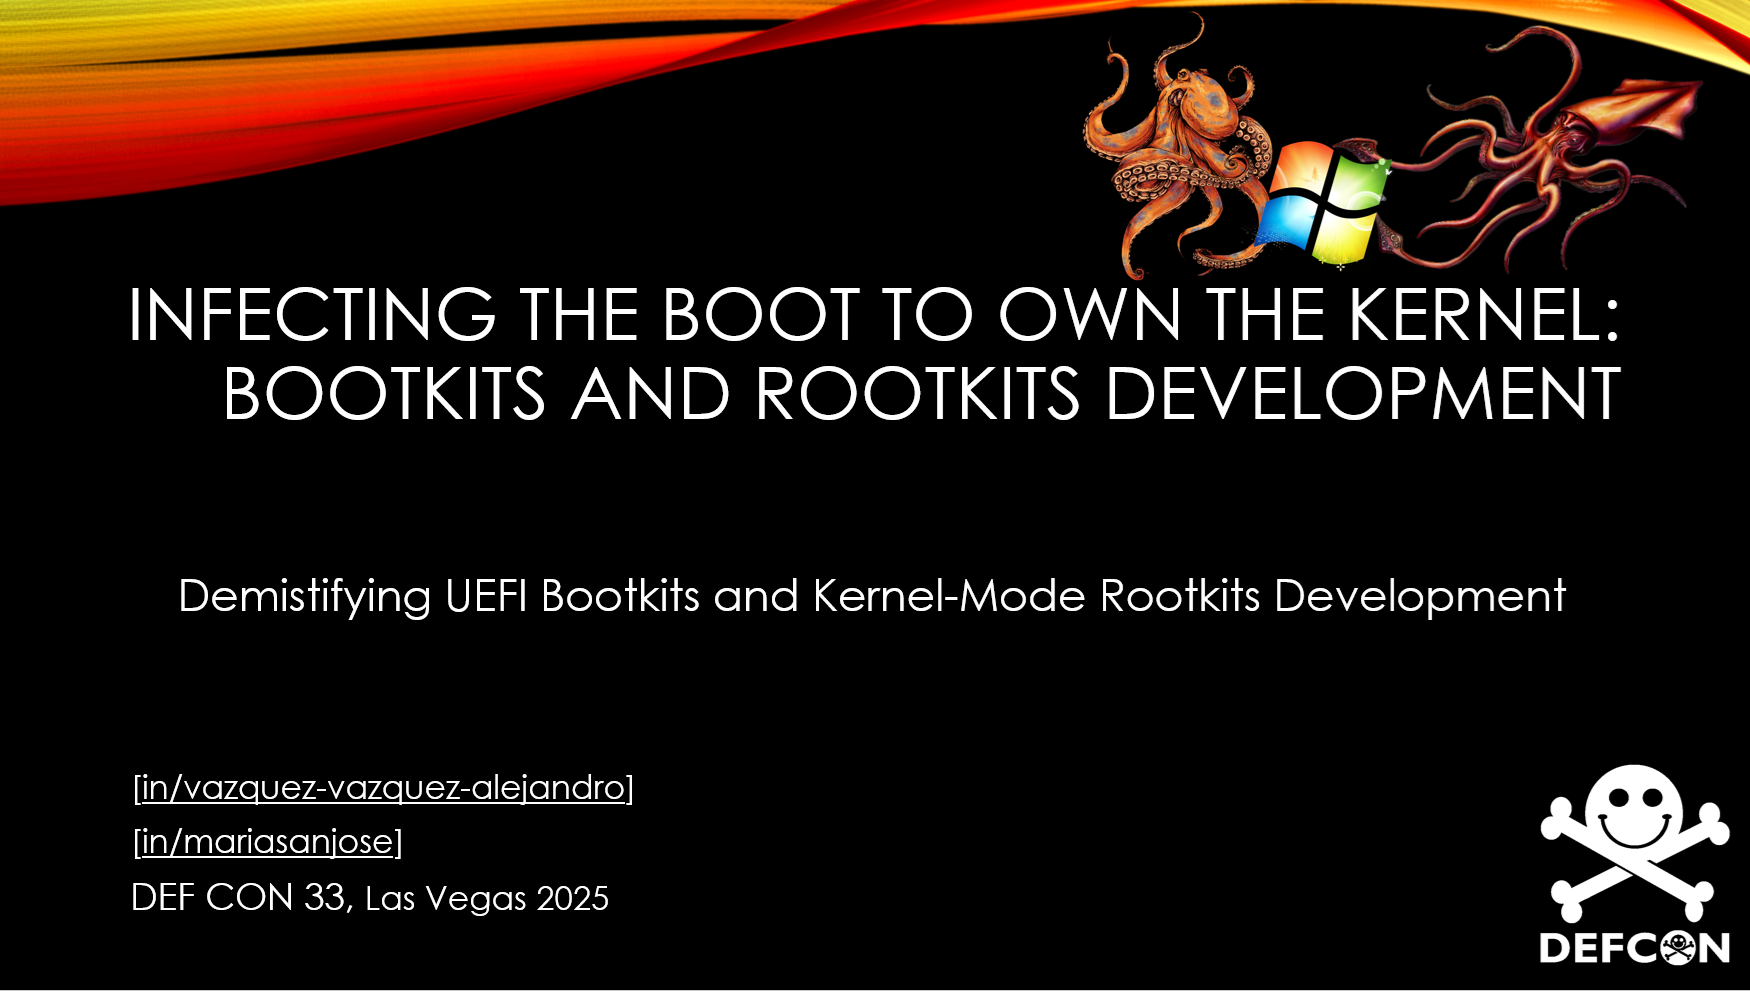 INFECTING THE BOOT TO OWN THE KERNEL:
BOOTKITS AND ROOTKITS DEVELOPMENT
Demistifying UEFI Bootkits and Kernel-Mode Rootkits Development
[in/vazquez-vazquez-alejandro]
[in/mariasanjose]
DEF CON 33, Las Vegas 2025
DEFCON